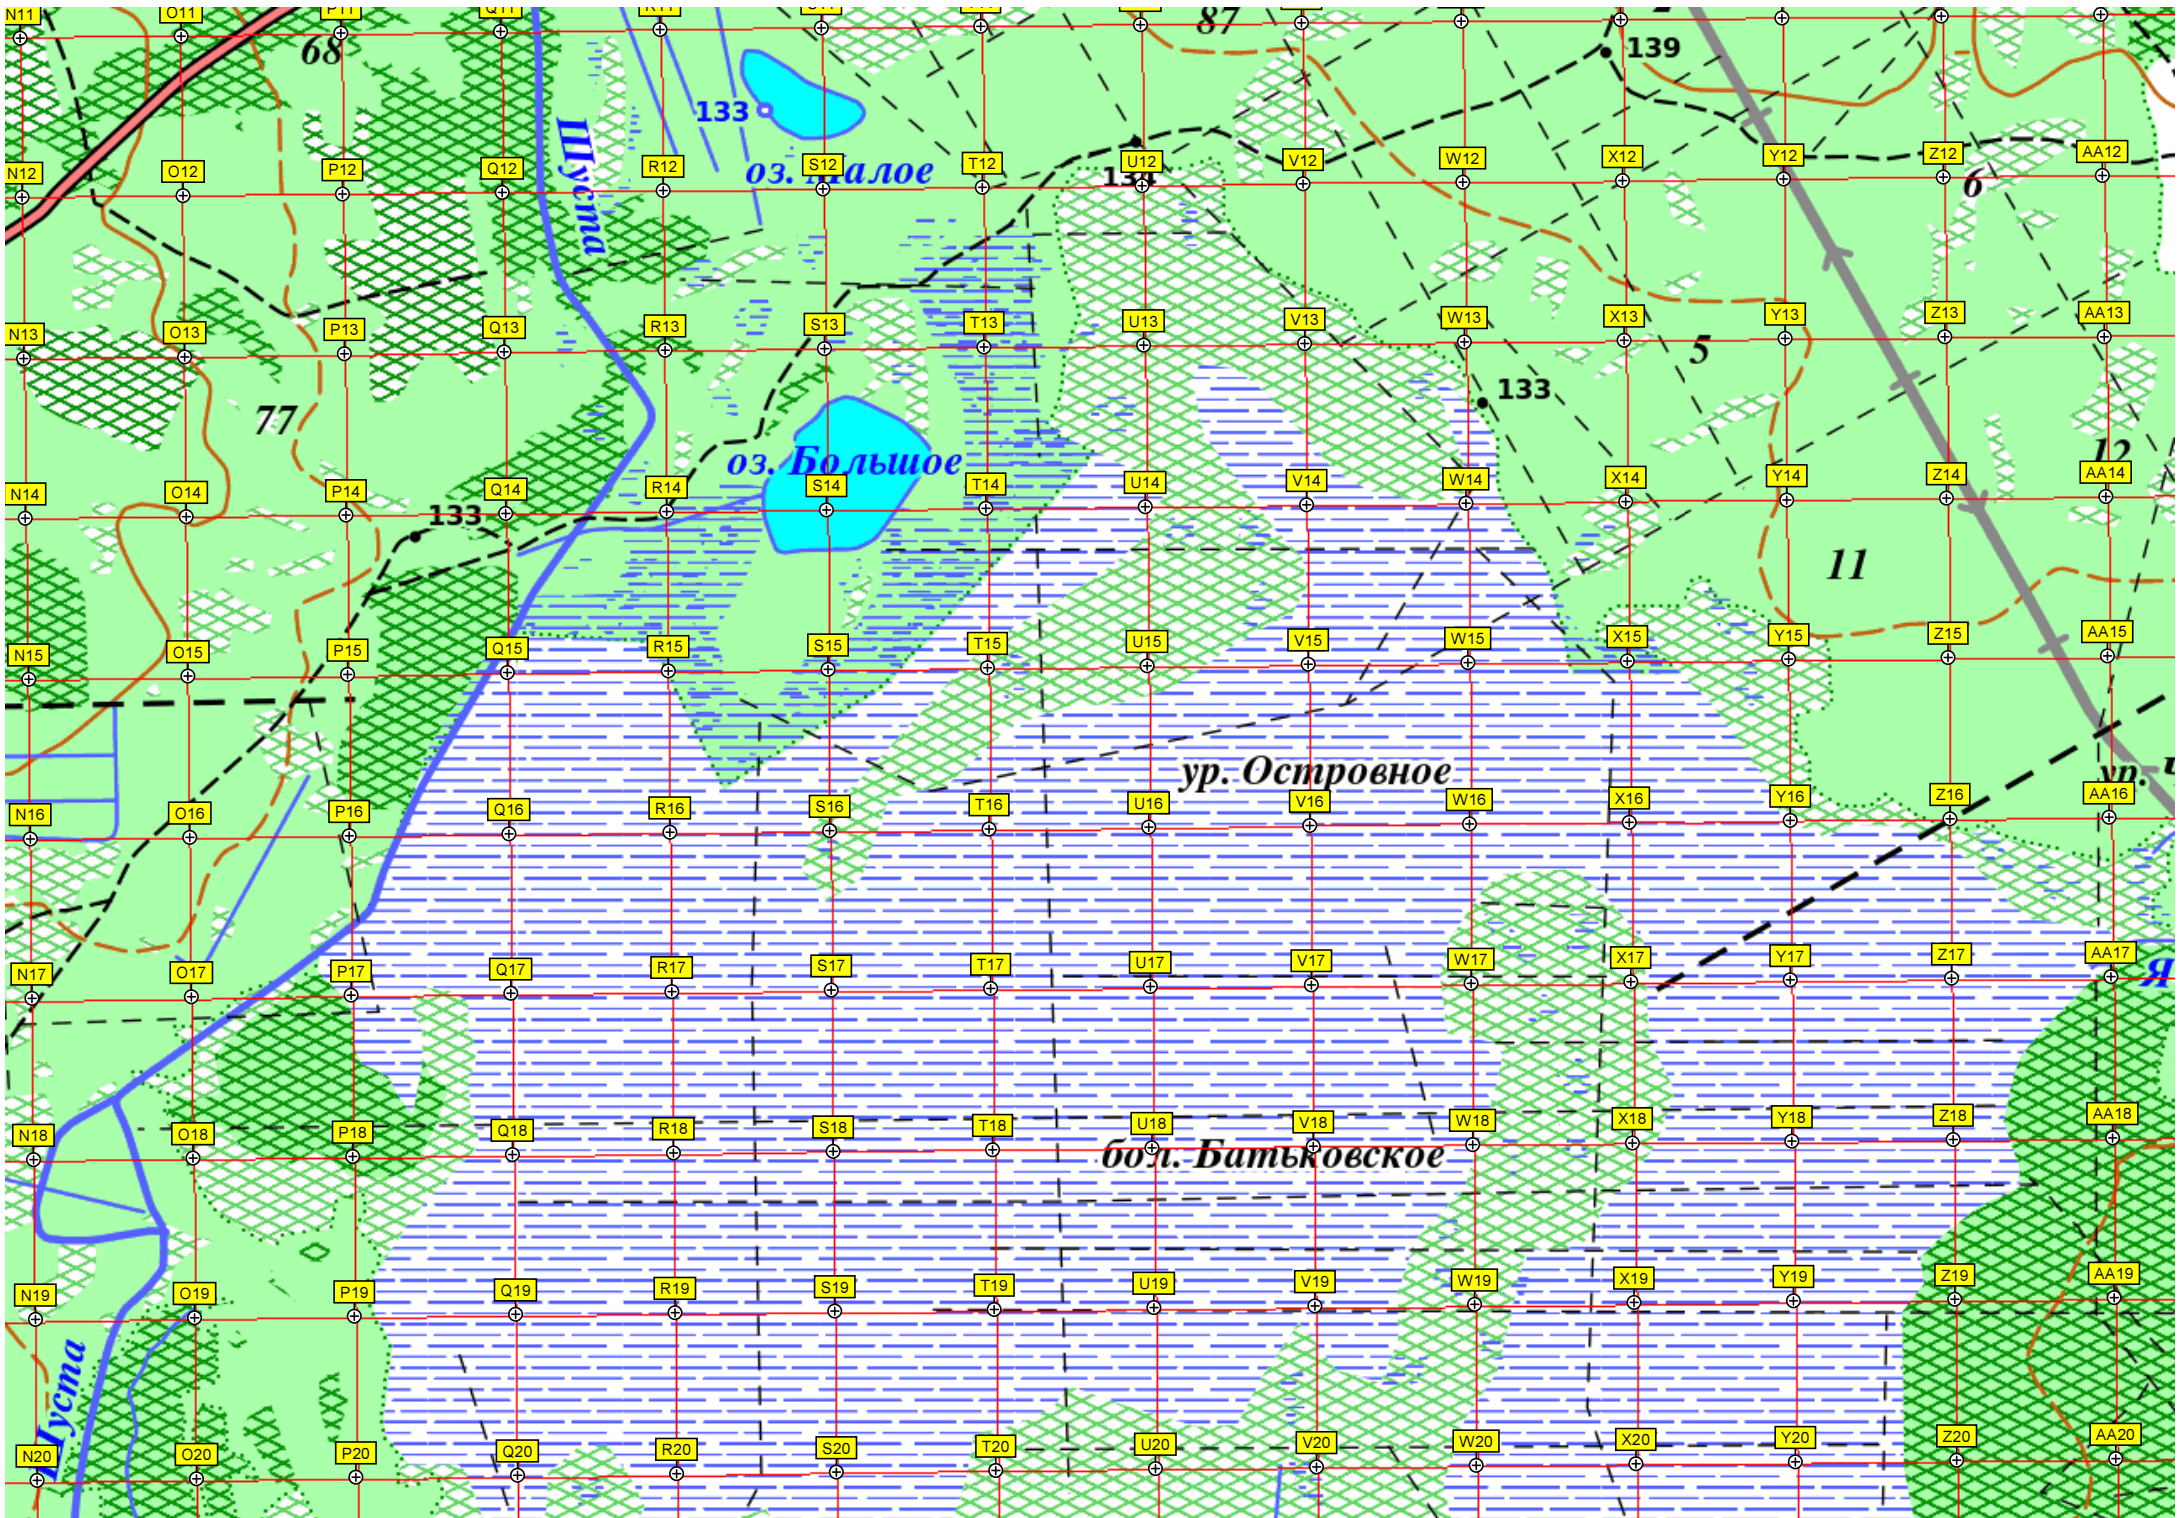 N11 O11 P11 Q11 R11
68 87 139
133
Шуста
оз. Малое
N12 O12 P12 Q12 R12 S12 T12 U12 V12 W12 X12 Y12 Z12 AA12
134 6
N13 O13 P13 Q13 R13 S13 T13 U13 V13 W13 X13 Y13 Z13 AA13
5
133
77
12
оз. Большое
N14 O14 P14 Q14 R14 S14 T14 U14 V14 W14 X14 Y14 Z14 AA14
133
11
N15 O15 P15 Q15 R15 S15 T15 U15 V15 W15 X15 Y15 Z15 AA15
ур. Островное
ур. Ч
N16 O16 P16 Q16 R16 S16 T16 U16 V16 W16 X16 Y16 Z16 AA16
N17 O17 P17 Q17 R17 S17 T17 U17 V17 W17 X17 Y17 Z17 AA17
Я
N18 O18 P18 Q18 R18 S18 T18 U18 V18 W18 X18 Y18 Z18 AA18
бол. Батьковское
N19 O19 P19 Q19 R19 S19 T19 U19 V19 W19 X19 Y19 Z19 AA19
Шуста
N20 O20 P20 Q20 R20 S20 T20 U20 V20 W20 X20 Y20 Z20 AA20